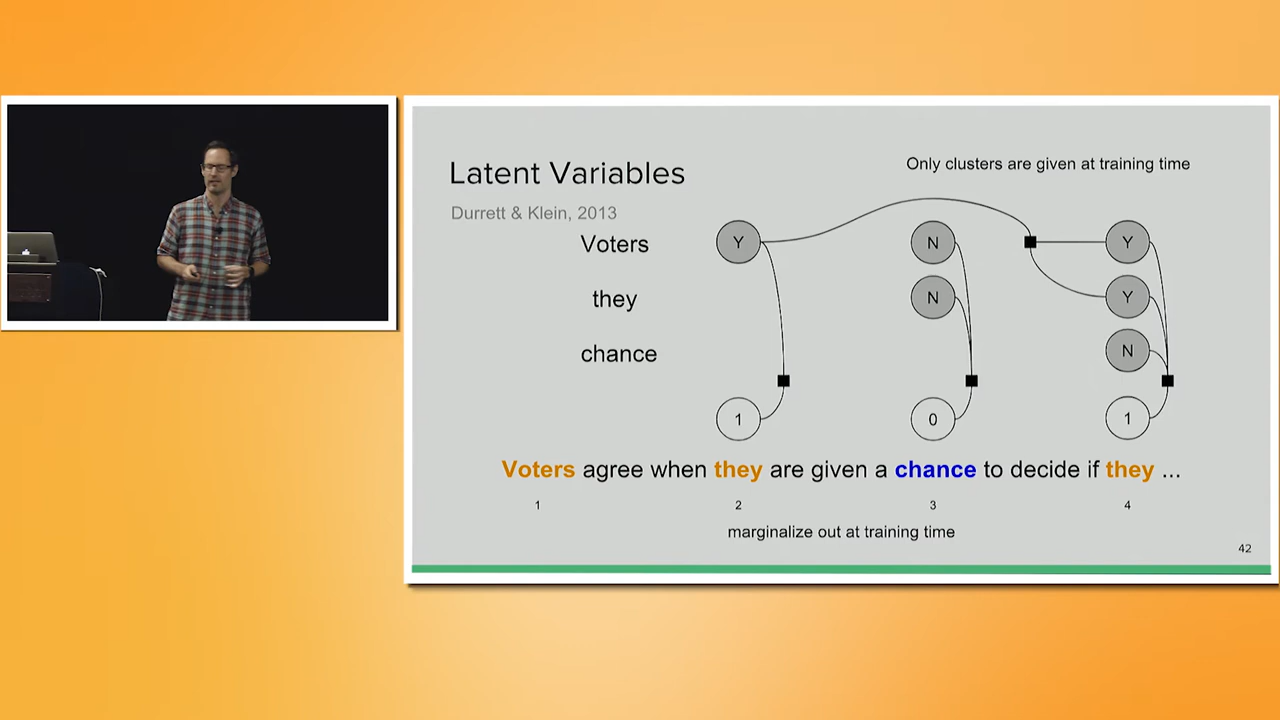 Latent Variables
Only clusters are given at training time
Durrett & Klein, 2013
Voters Y N Y
they N Y
chance N
1 0 1
Voters agree when they are given a chance to decide if they ...
1 2 3 4
marginalize out at training time
42